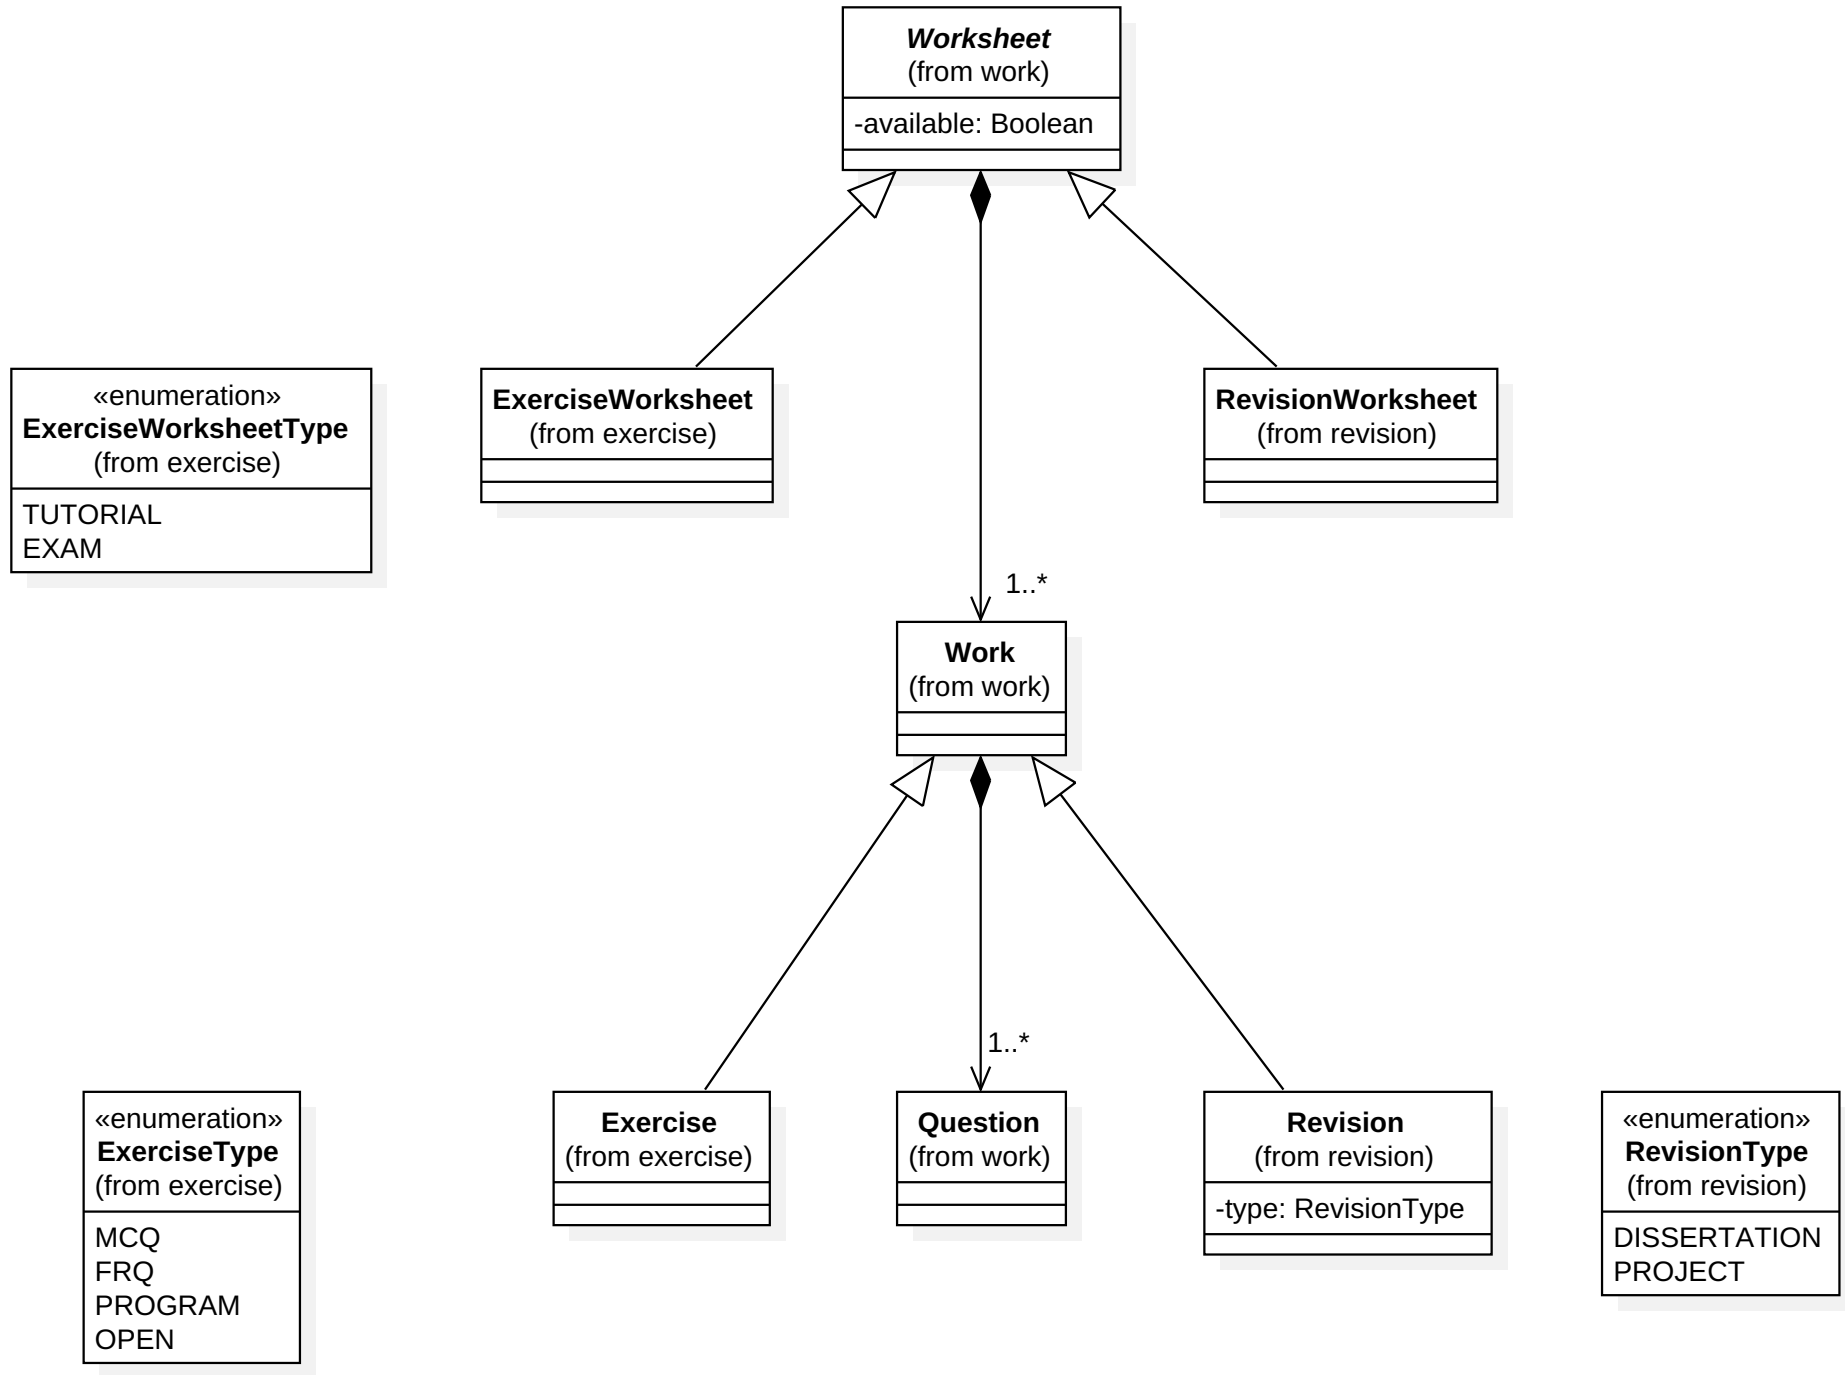 Worksheet
(from work)
-available: Boolean
«enumeration»
ExerciseWorksheetType
(from exercise)
TUTORIAL
EXAM
ExerciseWorksheet
(from exercise)
RevisionWorksheet
(from revision)
1..*
Work
(from work)
1..*
«enumeration»
ExerciseType
(from exercise)
MCQ
FRQ
PROGRAM
OPEN
Exercise
(from exercise)
Question
(from work)
Revision
(from revision)
-type: RevisionType
«enumeration»
RevisionType
(from revision)
DISSERTATION
PROJECT